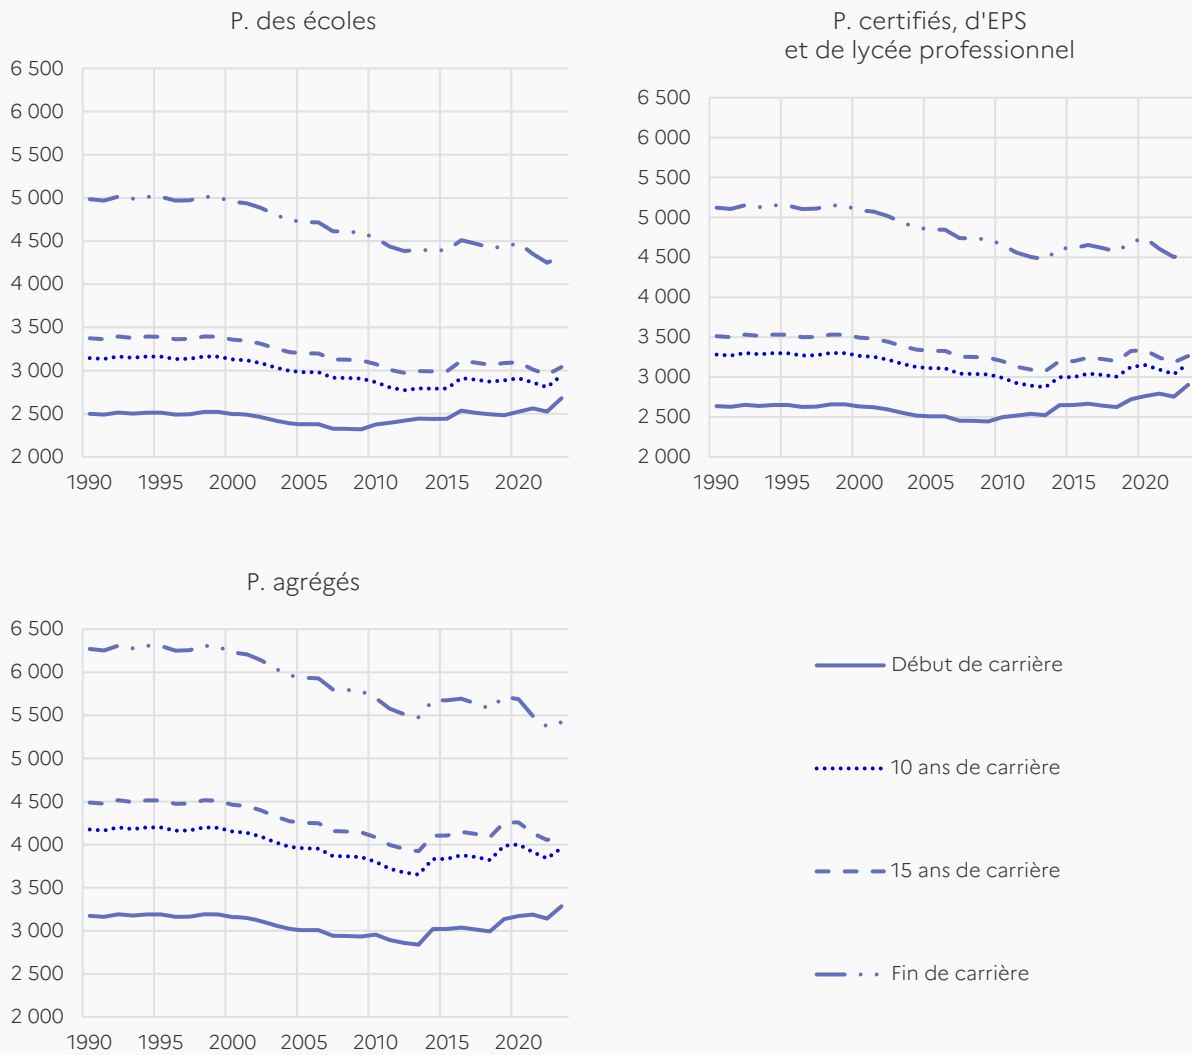 P. des écoles
6 500
6 000
5 500
5 000
4 500
4 000
3 500
3 000
2 500
2 000
1990 1995 2000 2005 2010 2015 2020
P. certifiés, d'EPS
et de lycée professionnel
6 500
6 000
5 500
5 000
4 500
4 000
3 500
3 000
2 500
2 000
1990 1995 2000 2005 2010 2015 2020
P. agrégés
6 500
6 000
5 500
5 000
4 500
4 000
3 500
3 000
2 500
2 000
1990 1995 2000 2005 2010 2015 2020
Début de carrière
10 ans de carrière
15 ans de carrière
Fin de carrière